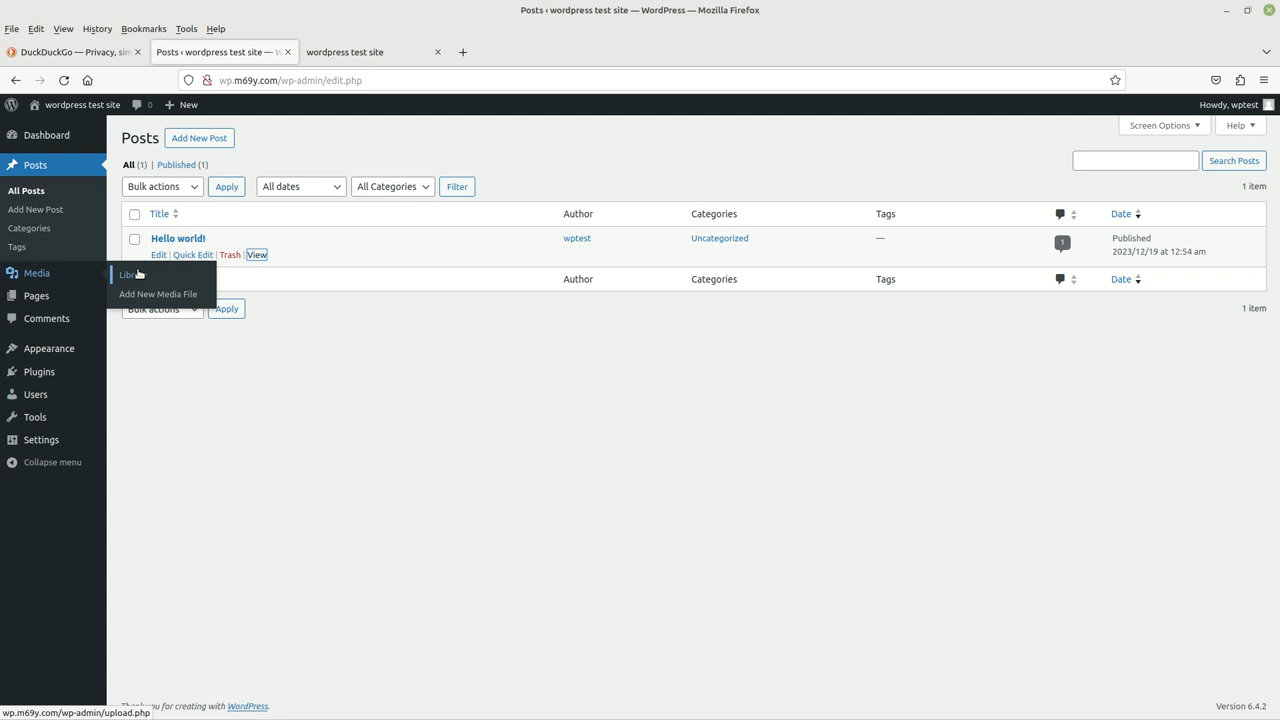 Posts ‹ wordpress test site — WordPress — Mozilla Firefox
File Edit View History Bookmarks Tools Help
DuckDuckGo — Privacy, sim
Posts ‹ wordpress test site — W
wordpress test site
wp.m69y.com/wp-admin/edit.php
wordpress test site 0 New
Howdy, wptest
Dashboard
Posts
All Posts
Add New Post
Categories
Tags
Media
Add New Media File
Pages
Comments
Appearance
Plugins
Users
Tools
Settings
Collapse menu
Posts Add New Post
Screen Options Help
All (1) | Published (1)
Search Posts
Bulk actions Apply All dates All Categories Filter
1 item
Title Author Categories Tags Date
Hello world! wptest Uncategorized — 1 Published
2023/12/19 at 12:54 am
Edit | Quick Edit | Trash | View
Author Categories Tags Date
Bulk actions Apply
1 item
Thank you for creating with WordPress.
Version 6.4.2
wp.m69y.com/wp-admin/upload.php